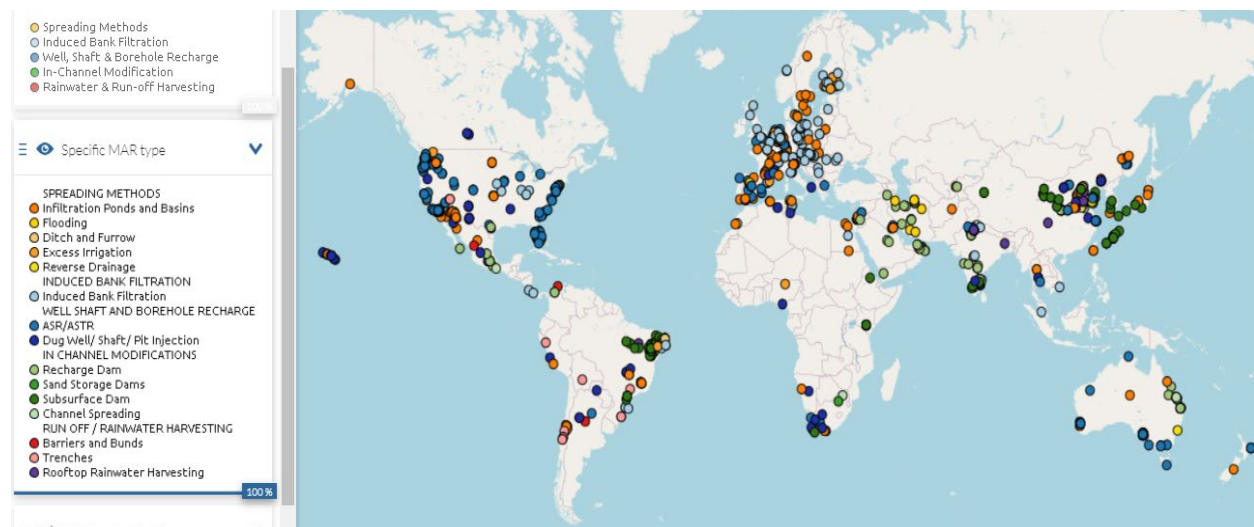 Spreading Methods
Induced Bank Filtration
Well, Shaft & Borehole Recharge
In-Channel Modification
Rainwater & Run-off Harvesting
100%
Specific MAR type
SPREADING METHODS
Infiltration Ponds and Basins
Flooding
Ditch and Furrow
Excess Irrigation
Reverse Drainage
INDUCED BANK FILTRATION
Induced Bank Filtration
WELL SHAFT AND BOREHOLE RECHARGE
ASR/ASTR
Dug Well/ Shaft/ Pit Injection
IN CHANNEL MODIFICATIONS
Recharge Dam
Sand Storage Dams
Subsurface Dam
Channel Spreading
RUN OFF / RAINWATER HARVESTING
Barriers and Bunds
Trenches
Rooftop Rainwater Harvesting
100%